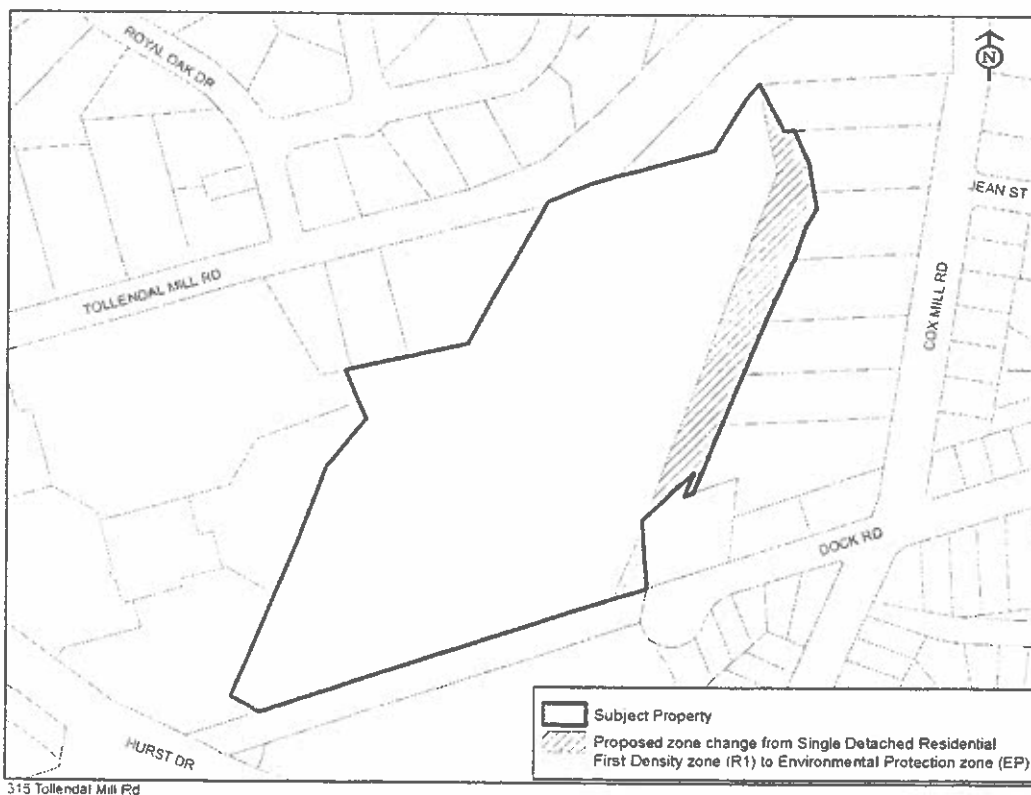 ROYAL OAK DR
N
JEAN ST
TOLLENDAL MILL RD
COX MILL RD
DOCK RD
HURST DR
Subject Property
Proposed zone change from Single Detached Residential
First Density zone (R1) to Environmental Protection zone (EP)
315 Tollendal Mill Rd